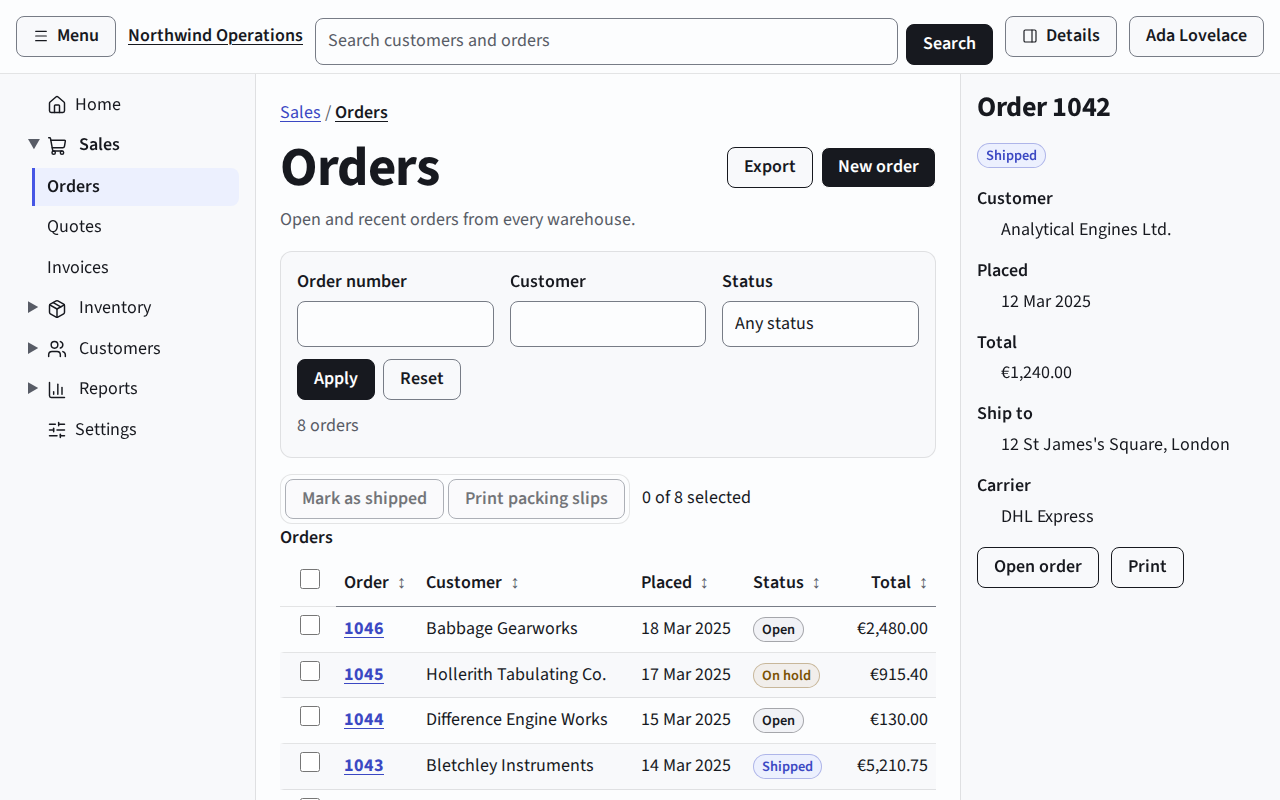 Menu
Northwind Operations
Search customers and orders
Search
Details
Ada Lovelace
Home
Sales
Orders
Quotes
Invoices
Inventory
Customers
Reports
Settings
Sales / Orders
Orders
Export
New order
Open and recent orders from every warehouse.
Order number
Customer
Status
Any status
Apply
Reset
8 orders
Mark as shipped
Print packing slips
0 of 8 selected
Orders
Order ↕ Customer ↕ Placed ↕ Status ↕ Total ↕
1046 Babbage Gearworks 18 Mar 2025 Open €2,480.00
1045 Hollerith Tabulating Co. 17 Mar 2025 On hold €915.40
1044 Difference Engine Works 15 Mar 2025 Open €130.00
1043 Bletchley Instruments 14 Mar 2025 Shipped €5,210.75
Order 1042
Shipped
Customer
Analytical Engines Ltd.
Placed
12 Mar 2025
Total
€1,240.00
Ship to
12 St James's Square, London
Carrier
DHL Express
Open order
Print